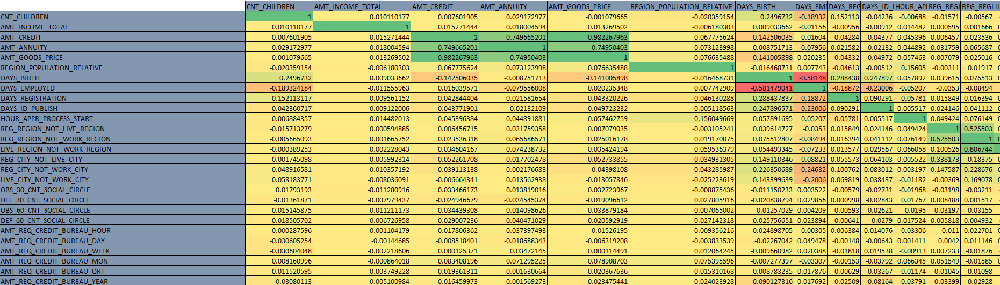 CNT_CHILDREN AMT_INCOME_TOTAL AMT_CREDIT AMT_ANNUITY AMT_GOODS_PRICE REGION_POPULATION_RELATIVE DAYS_BIRTH DAYS_EM DAYS_REG DAYS_ID_ HOUR_AP REG_REGI REG_REGI
CNT_CHILDREN 1 0.010110177 0.007601905 0.029172977 -0.001079665 -0.020359154 0.2496732 -0.18932 0.152113 -0.04236 -0.00688 -0.01571 -0.00567
AMT_INCOME_TOTAL 0.010110177 1 0.015271444 0.018004594 0.013269502 -0.006180303 0.009033662 -0.01156 -0.00956 -0.00912 0.014482 0.000595 0.001666
AMT_CREDIT 0.007601905 0.015271444 1 0.749665201 0.982267963 0.067775624 -0.142506035 0.01604 -0.04284 -0.04377 0.045396 0.006457 0.023536
AMT_ANNUITY 0.029172977 0.018004594 0.749665201 1 0.74950403 0.073123998 -0.008751713 -0.07956 0.021582 -0.02132 0.044892 0.031759 0.065687
AMT_GOODS_PRICE -0.001079665 0.013269502 0.982267963 0.74950403 1 0.076635488 -0.141005898 0.020235 -0.04332 -0.04972 0.057463 0.007079 0.025016
REGION_POPULATION_RELATIVE -0.020359154 -0.006180303 0.067775624 0.073123998 0.076635488 1 -0.016468731 0.007743 -0.04613 -0.00512 0.15605 -0.00311 0.01917
DAYS_BIRTH 0.2496732 0.009033662 -0.142506035 -0.008751713 -0.141005898 -0.016468731 1 -0.58148 0.288438 0.247897 0.057892 0.039615 0.075513
DAYS_EMPLOYED -0.189324184 -0.011555963 0.016039571 -0.079556008 0.020235348 0.007742909 -0.581479041 1 -0.18872 -0.23006 -0.05207 -0.0353 -0.08494
DAYS_REGISTRATION 0.152113117 -0.009561152 -0.042844404 0.021581654 -0.043320226 -0.046130288 0.288437837 -0.18872 1 0.090291 -0.05781 0.015849 0.016394
DAYS_ID_PUBLISH -0.042360717 -0.009122006 -0.043771901 -0.02132109 -0.049723232 -0.005118563 0.247896571 -0.23006 0.090291 1 0.005517 0.024146 0.041112
HOUR_APPR_PROCESS_START -0.006884357 0.014482013 0.045396384 0.044891881 0.057462759 0.156049669 0.057891695 -0.05207 -0.05781 0.005517 1 0.049424 0.076149
REG_REGION_NOT_LIVE_REGION -0.015713279 0.000594885 0.006456715 0.031759358 0.007079035 -0.003105241 0.039614727 -0.0353 0.015849 0.024146 0.049424 1 0.525503
REG_REGION_NOT_WORK_REGION -0.005665093 0.001665752 0.023536318 0.065686571 0.025016178 0.019170075 0.075512807 -0.08494 0.016394 0.041112 0.076149 0.525503 1
LIVE_REGION_NOT_WORK_REGION -0.000389253 0.002228043 0.034604167 0.074238732 0.035424194 0.059536379 0.054493345 -0.07233 0.013577 0.029567 0.066058 0.100526 0.806744
REG_CITY_NOT_LIVE_CITY 0.001745098 -0.005992314 -0.052261708 -0.017702478 -0.052733855 -0.034931305 0.149110346 -0.08821 0.055573 0.064103 0.005522 0.338173 0.18375
REG_CITY_NOT_WORK_CITY 0.048916581 -0.010357192 -0.039113138 0.002176683 -0.04398108 -0.043285987 0.226350689 -0.24632 0.100762 0.083012 0.003197 0.147587 0.228676
LIVE_CITY_NOT_WORK_CITY 0.058183771 -0.008036091 -0.006664341 0.013562938 -0.013057846 -0.025223619 0.143399639 -0.2006 0.069819 0.038437 -0.01182 -0.00369 0.169078
OBS_30_CNT_SOCIAL_CIRCLE 0.01793193 -0.011280916 0.033466173 0.013819016 0.032723967 -0.008875436 -0.011150233 0.003522 -0.00579 -0.02731 -0.01968 -0.03198 -0.03211
DEF_30_CNT_SOCIAL_CIRCLE -0.01361871 -0.007979437 -0.024946679 -0.034545374 -0.019096612 0.027805916 -0.020838794 0.029856 0.000998 -0.02843 0.01767 0.008488 0.001517
OBS_60_CNT_SOCIAL_CIRCLE 0.015145875 -0.011211173 0.034439308 0.014098626 0.033879184 -0.007065002 -0.01257029 0.004209 -0.00593 -0.02621 -0.0195 -0.03197 -0.03155
DEF_60_CNT_SOCIAL_CIRCLE -0.018505702 -0.006726958 -0.029007236 -0.040471029 -0.020592919 0.027142318 -0.025756651 0.023894 -0.00641 -0.0279 0.017524 0.005818 0.004932
AMT_REQ_CREDIT_BUREAU_HOUR -0.000287596 -0.001104179 0.017806362 0.037397493 0.01526195 0.009356216 0.024898705 -0.00305 0.006384 0.014076 -0.03306 -0.011 0.022701
AMT_REQ_CREDIT_BUREAU_DAY -0.030605254 -0.00144685 -0.008518401 -0.018688343 -0.006319208 -0.003833539 -0.02267042 0.049478 -0.00148 -0.00643 0.001411 0.0042 0.011146
AMT_REQ_CREDIT_BUREAU_WEEK -0.030604048 -0.002218606 0.000125371 0.03472145 0.000114491 0.012064245 -0.009660982 0.020388 -0.01818 0.019538 -0.00913 0.007233 -0.01876
AMT_REQ_CREDIT_BUREAU_MON 0.008160996 -0.000864018 0.083408196 0.071295225 0.078908703 0.075395596 -0.007277397 -0.03307 -0.00153 -0.03792 0.066345 0.051549 -0.01585
AMT_REQ_CREDIT_BUREAU_QRT -0.011520595 -0.003749228 -0.019361311 -0.001630664 -0.020367636 0.015310168 -0.008783235 0.017876 -0.00629 -0.03267 -0.01174 -0.01045 -0.01098
AMT_REQ_CREDIT_BUREAU_YEAR -0.03080113 -0.005100984 -0.016459973 0.001569273 -0.023475441 0.024023928 -0.090127316 0.017692 -0.02509 -0.08164 -0.03791 -0.03399 -0.02928